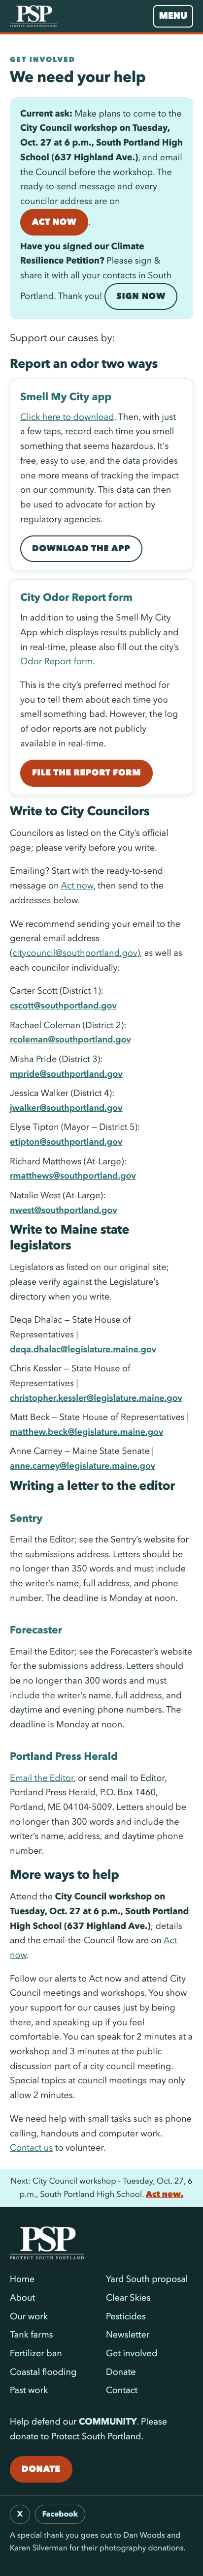 PSP
PROTECT SOUTH PORTLAND
MENU
GET INVOLVED
We need your help
Current ask: Make plans to come to the
City Council workshop on Tuesday,
Oct. 27 at 6 p.m., South Portland High
School (637 Highland Ave.), and email
the Council before the workshop. The
ready-to-send message and every
councilor address are on
ACT NOW.
Have you signed our Climate
Resilience Petition? Please sign &
share it with all your contacts in South
Portland. Thank you! SIGN NOW
Support our causes by:
Report an odor two ways
Smell My City app
Click here to download. Then, with just
a few taps, record each time you smell
something that seems hazardous. It's
free, easy to use, and the data provides
one more means of tracking the impact
on our community. This data can then
be used to advocate for action by
regulatory agencies.
DOWNLOAD THE APP
City Odor Report form
In addition to using the Smell My City
App which displays results publicly and
in real-time, please also fill out the city's
Odor Report form.
This is the city's preferred method for
you to tell them about each time you
smell something bad. However, the log
of odor reports are not publicly
available in real-time.
FILE THE REPORT FORM
Write to City Councilors
Councilors as listed on the City's official
page; please verify before you write.
Emailing? Start with the ready-to-send
message on Act now, then send to the
addresses below.
We recommend sending your email to the
general email address
(citycouncil@southportland.gov), as well as
each councilor individually:
Carter Scott (District 1):
cscott@southportland.gov
Rachael Coleman (District 2):
rcoleman@southportland.gov
Misha Pride (District 3):
mpride@southportland.gov
Jessica Walker (District 4):
jwalker@southportland.gov
Elyse Tipton (Mayor — District 5):
etipton@southportland.gov
Richard Matthews (At-Large):
rmatthews@southportland.gov
Natalie West (At-Large):
nwest@southportland.gov
Write to Maine state
legislators
Legislators as listed on our original site;
please verify against the Legislature's
directory when you write.
Deqa Dhalac — State House of
Representatives |
deqa.dhalac@legislature.maine.gov
Chris Kessler — State House of
Representatives |
christopher.kessler@legislature.maine.gov
Matt Beck — State House of Representatives |
matthew.beck@legislature.maine.gov
Anne Carney — Maine State Senate |
anne.carney@legislature.maine.gov
Writing a letter to the editor
Sentry
Email the Editor; see the Sentry's website for
the submissions address. Letters should be
no longer than 350 words and must include
the writer's name, full address, and phone
number. The deadline is Monday at noon.
Forecaster
Email the Editor; see the Forecaster's website
for the submissions address. Letters should
be no longer than 300 words and must
include the writer's name, full address, and
daytime and evening phone numbers. The
deadline is Monday at noon.
Portland Press Herald
Email the Editor, or send mail to Editor,
Portland Press Herald, P.O. Box 1460,
Portland, ME 04104-5009. Letters should be
no longer than 300 words and include the
writer's name, address, and daytime phone
number.
More ways to help
Attend the City Council workshop on
Tuesday, Oct. 27 at 6 p.m., South Portland
High School (637 Highland Ave.); details
and the email-the-Council flow are on Act
now.
Follow our alerts to Act now and attend City
Council meetings and workshops. You show
your support for our causes just by being
there, and speaking up if you feel
comfortable. You can speak for 2 minutes at a
workshop and 3 minutes at the public
discussion part of a city council meeting.
Special topics at council meetings may only
allow 2 minutes.
We need help with small tasks such as phone
calling, handouts and computer work.
Contact us to volunteer.
Next: City Council workshop - Tuesday, Oct. 27, 6
p.m., South Portland High School. Act now.
PSP
PROTECT SOUTH PORTLAND
Home
About
Our work
Tank farms
Fertilizer ban
Coastal flooding
Past work
Yard South proposal
Clear Skies
Pesticides
Newsletter
Get involved
Donate
Contact
Help defend our COMMUNITY. Please
donate to Protect South Portland.
DONATE
X
Facebook
A special thank you goes out to Dan Woods and
Karen Silverman for their photography donations.